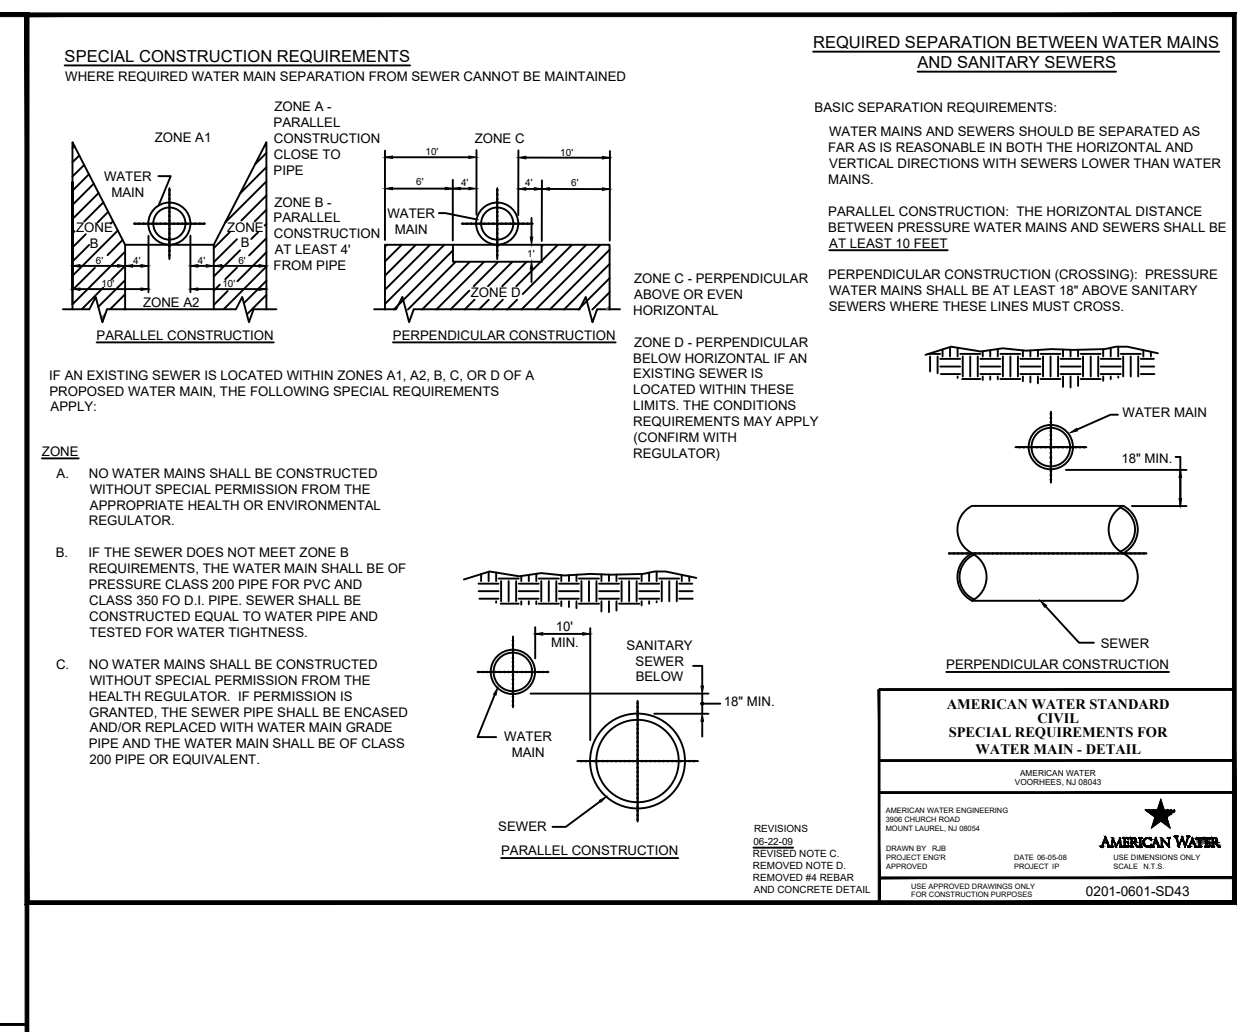 SPECIAL CONSTRUCTION REQUIREMENTS
WHERE REQUIRED WATER MAIN SEPARATION FROM SEWER CANNOT BE MAINTAINED
ZONE A1
WATER
MAIN
ZONE
B
ZONE
B
6'
4'
4'
6'
10'
10'
ZONE A2
PARALLEL CONSTRUCTION
ZONE A -
PARALLEL
CONSTRUCTION
CLOSE TO
PIPE
ZONE B -
PARALLEL
CONSTRUCTION
AT LEAST 4'
FROM PIPE
ZONE C
10'
10'
6'
4'
4'
6'
WATER
MAIN
1'
ZONE D
PERPENDICULAR CONSTRUCTION
ZONE C - PERPENDICULAR
ABOVE OR EVEN
HORIZONTAL
ZONE D - PERPENDICULAR
BELOW HORIZONTAL IF AN
EXISTING SEWER IS
LOCATED WITHIN THESE
LIMITS. THE CONDITIONS
REQUIREMENTS MAY APPLY
(CONFIRM WITH
REGULATOR)
IF AN EXISTING SEWER IS LOCATED WITHIN ZONES A1, A2, B, C, OR D OF A
PROPOSED WATER MAIN, THE FOLLOWING SPECIAL REQUIREMENTS
APPLY:
ZONE
A. NO WATER MAINS SHALL BE CONSTRUCTED
WITHOUT SPECIAL PERMISSION FROM THE
APPROPRIATE HEALTH OR ENVIRONMENTAL
REGULATOR.
B. IF THE SEWER DOES NOT MEET ZONE B
REQUIREMENTS, THE WATER MAIN SHALL BE OF
PRESSURE CLASS 200 PIPE FOR PVC AND
CLASS 350 FO D.I. PIPE. SEWER SHALL BE
CONSTRUCTED EQUAL TO WATER PIPE AND
TESTED FOR WATER TIGHTNESS.
C. NO WATER MAINS SHALL BE CONSTRUCTED
WITHOUT SPECIAL PERMISSION FROM THE
HEALTH REGULATOR. IF PERMISSION IS
GRANTED, THE SEWER PIPE SHALL BE ENCASED
AND/OR REPLACED WITH WATER MAIN GRADE
PIPE AND THE WATER MAIN SHALL BE OF CLASS
200 PIPE OR EQUIVALENT.
10'
MIN.
SANITARY
SEWER
BELOW
18" MIN.
WATER
MAIN
SEWER
PARALLEL CONSTRUCTION
REVISIONS
06-22-09
REVISED NOTE C.
REMOVED NOTE D.
REMOVED #4 REBAR
AND CONCRETE DETAIL
REQUIRED SEPARATION BETWEEN WATER MAINS
AND SANITARY SEWERS
BASIC SEPARATION REQUIREMENTS:
WATER MAINS AND SEWERS SHOULD BE SEPARATED AS
FAR AS IS REASONABLE IN BOTH THE HORIZONTAL AND
VERTICAL DIRECTIONS WITH SEWERS LOWER THAN WATER
MAINS.
PARALLEL CONSTRUCTION: THE HORIZONTAL DISTANCE
BETWEEN PRESSURE WATER MAINS AND SEWERS SHALL BE
AT LEAST 10 FEET
PERPENDICULAR CONSTRUCTION (CROSSING): PRESSURE
WATER MAINS SHALL BE AT LEAST 18" ABOVE SANITARY
SEWERS WHERE THESE LINES MUST CROSS.
WATER MAIN
18" MIN.
SEWER
PERPENDICULAR CONSTRUCTION
AMERICAN WATER STANDARD
CIVIL
SPECIAL REQUIREMENTS FOR
WATER MAIN - DETAIL
AMERICAN WATER
VOORHEES, NJ 08043
AMERICAN WATER ENGINEERING
3906 CHURCH ROAD
MOUNT LAUREL, NJ 08054
DRAWN BY RJB
PROJECT ENG'R
APPROVED
DATE 06-05-08
PROJECT IP
AMERICAN WATER
USE DIMENSIONS ONLY
SCALE N.T.S.
USE APPROVED DRAWINGS ONLY
FOR CONSTRUCTION PURPOSES
0201-0601-SD43